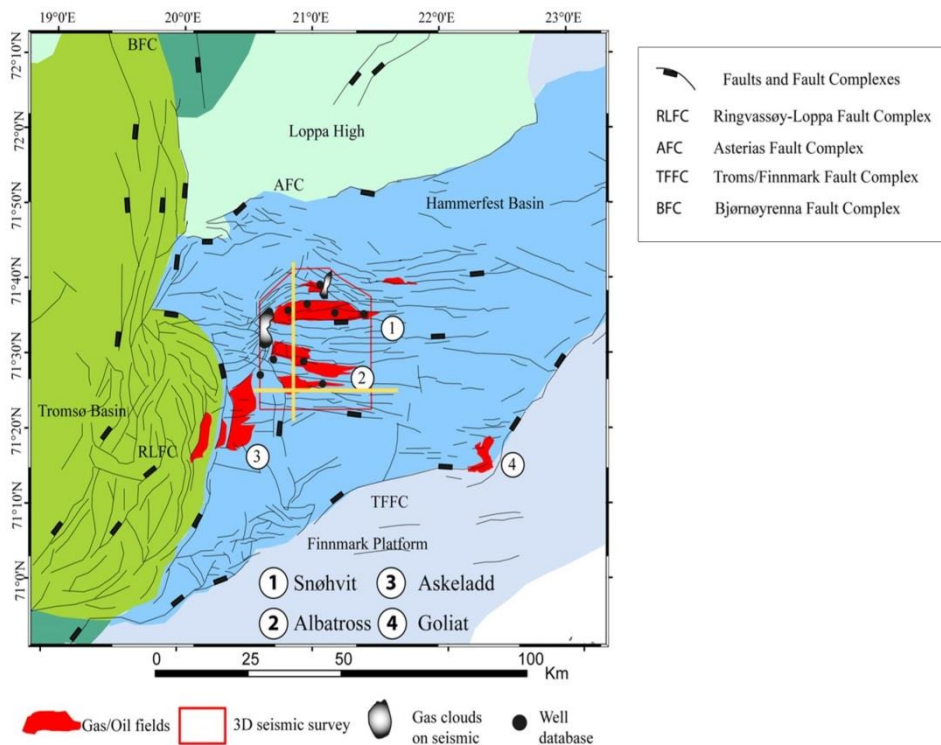 19°0'E 20°0'E 21°0'E 22°0'E 23°0'E
72°10'N
72°0'N
71°50'N
71°40'N
71°30'N
71°20'N
71°10'N
71°0'N
BFC
Loppa High
AFC
Hammerfest Basin
1
2
Tromsø Basin
RLFC
3
4
TFFC
Finnmark Platform
1 Snøhvit 3 Askeladd
2 Albatross 4 Goliat
0 25 50 100
Km
Faults and Fault Complexes
RLFC Ringvassøy-Loppa Fault Complex
AFC Asterias Fault Complex
TFFC Troms/Finnmark Fault Complex
BFC Bjørnøyrenna Fault Complex
Gas/Oil fields
3D seismic survey
Gas clouds
on seismic
Well
database